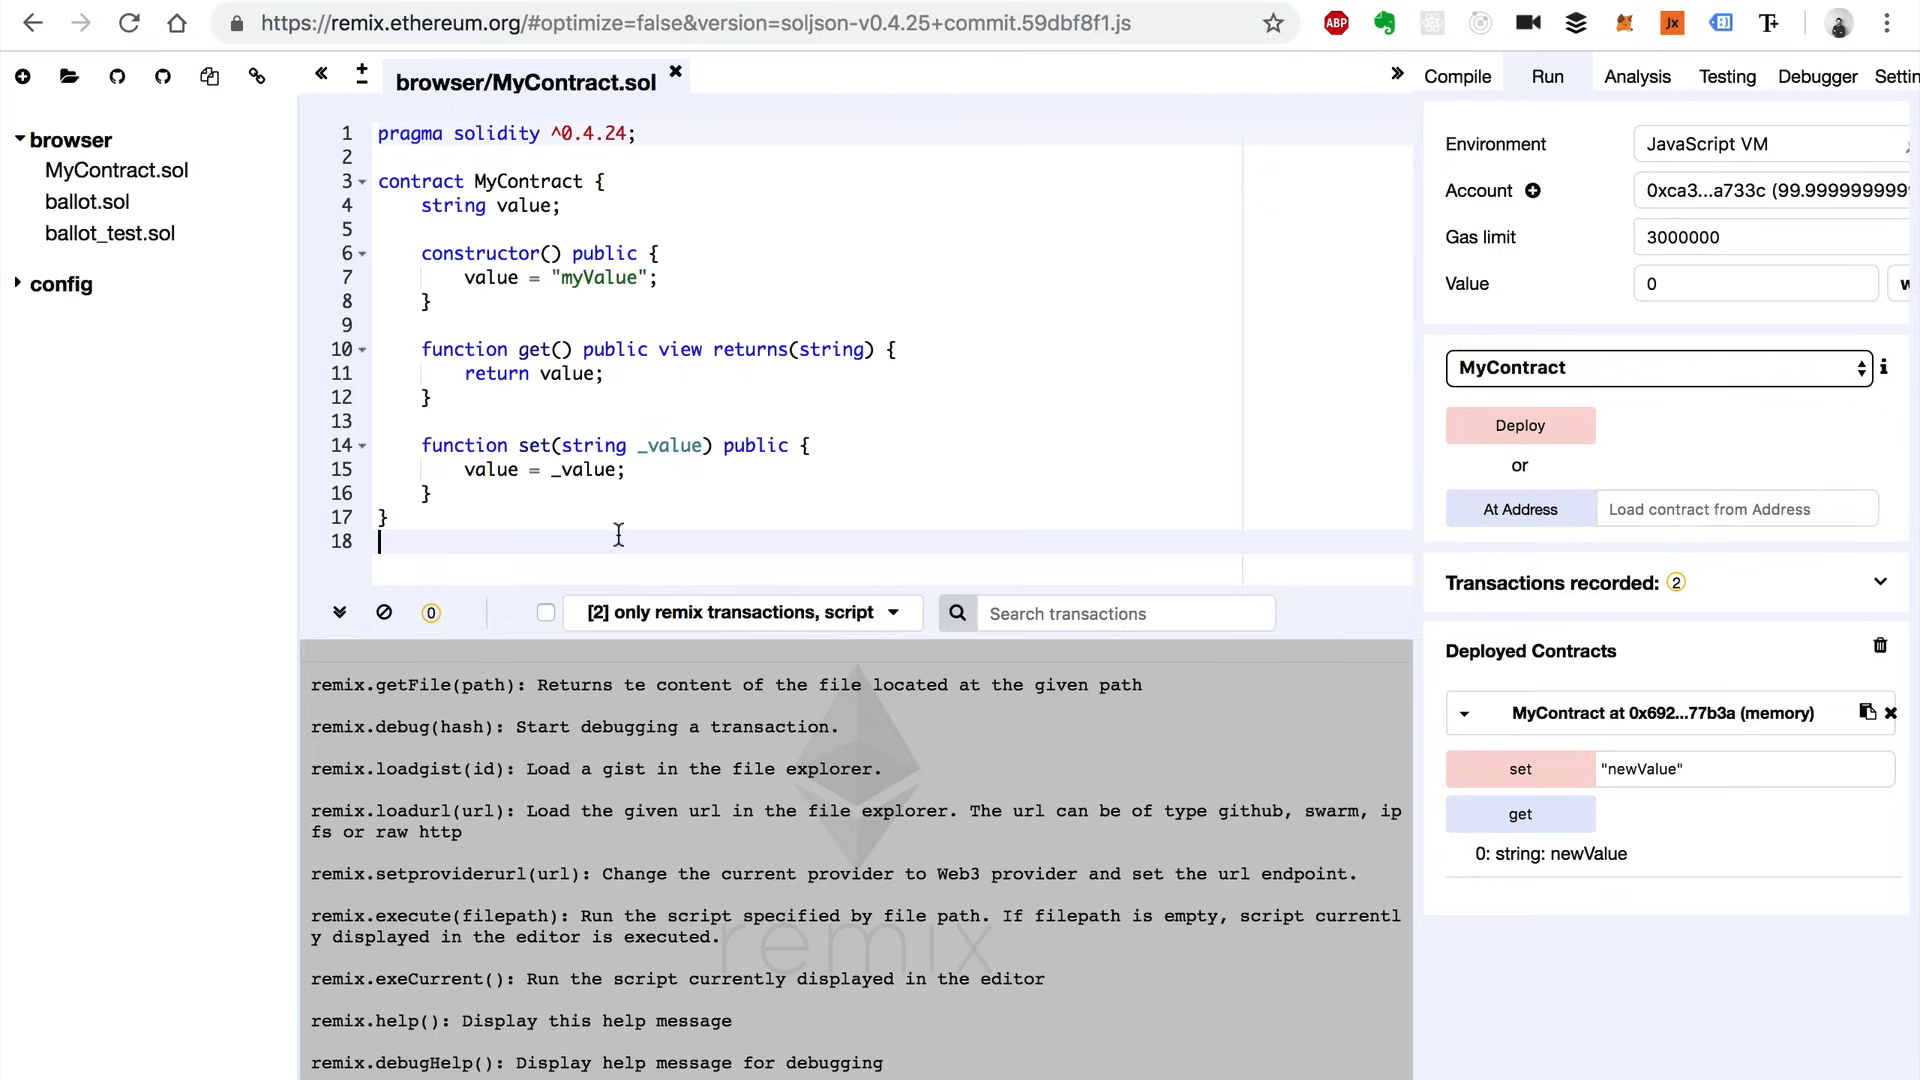 https://remix.ethereum.org/#optimize=false&version=soljson-v0.4.25+commit.59dbf8f1.js
ABP
Jx
browser/MyContract.sol
Compile
Run
Analysis
Testing
Debugger
Settin
browser
MyContract.sol
ballot.sol
ballot_test.sol
config
1 pragma solidity ^0.4.24;
2
3 contract MyContract {
4 string value;
5
6 constructor() public {
7 value = "myValue";
8 }
9
10 function get() public view returns(string) {
11 return value;
12 }
13
14 function set(string _value) public {
15 value = _value;
16 }
17 }
18
0
[2] only remix transactions, script
Search transactions
remix.getFile(path): Returns te content of the file located at the given path
remix.debug(hash): Start debugging a transaction.
remix.loadgist(id): Load a gist in the file explorer.
remix.loadurl(url): Load the given url in the file explorer. The url can be of type github, swarm, ip
fs or raw http
remix.setproviderurl(url): Change the current provider to Web3 provider and set the url endpoint.
remix.execute(filepath): Run the script specified by file path. If filepath is empty, script currentl
y displayed in the editor is executed.
remix.exeCurrent(): Run the script currently displayed in the editor
remix.help(): Display this help message
remix.debugHelp(): Display help message for debugging
remix
Environment
JavaScript VM
Account
0xca3...a733c (99.9999999999
Gas limit
3000000
Value
0
w
MyContract
Deploy
or
At Address
Load contract from Address
Transactions recorded: 2
Deployed Contracts
MyContract at 0x692...77b3a (memory)
set
"newValue"
get
0: string: newValue